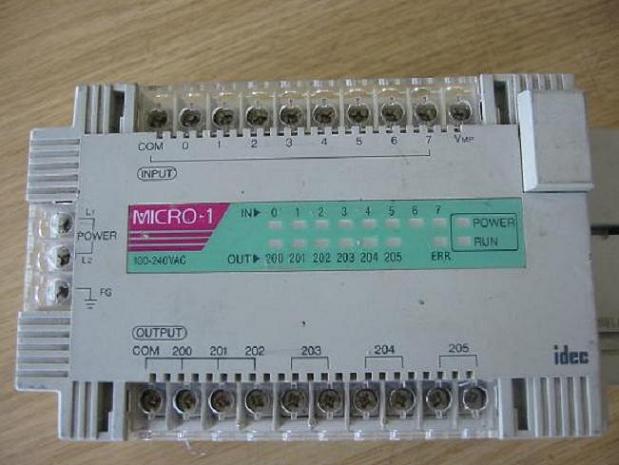 COM 0 1 2 3 4 5 6 7 VMP
INPUT
L1
POWER
L2
FG
MICRO-1
100-240VAC
IN▶ 0 1 2 3 4 5 6 7 POWER
RUN
OUT▶ 200 201 202 203 204 205 ERR
OUTPUT
COM 200 201 202 203 204 205
idec